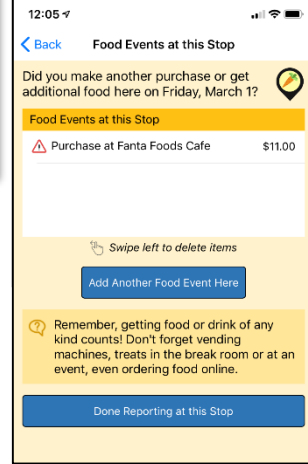 12:05
Back Food Events at this Stop
Did you make another purchase or get
additional food here on Friday, March 1?
Food Events at this Stop
Purchase at Fanta Foods Cafe $11.00
Swipe left to delete items
Add Another Food Event Here
Remember, getting food or drink of any
kind counts! Don't forget vending
machines, treats in the break room or at an
event, even ordering food online.
Done Reporting at this Stop